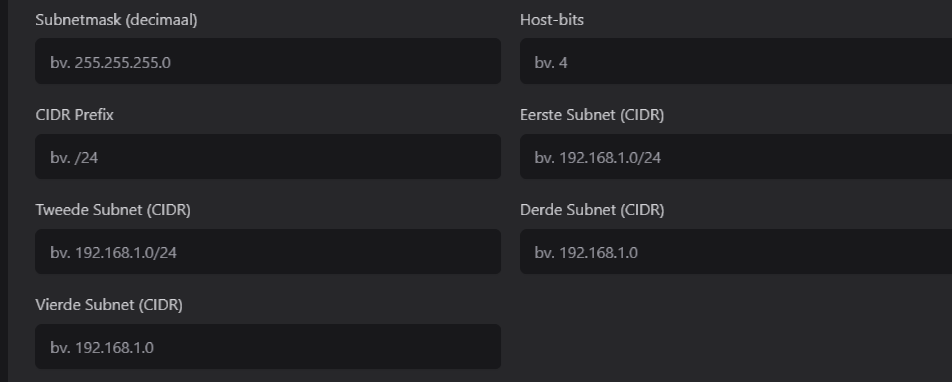 Subnetmask (decimaal)
Host-bits
bv. 255.255.255.0
bv. 4
CIDR Prefix
Eerste Subnet (CIDR)
bv. /24
bv. 192.168.1.0/24
Tweede Subnet (CIDR)
Derde Subnet (CIDR)
bv. 192.168.1.0/24
bv. 192.168.1.0
Vierde Subnet (CIDR)
bv. 192.168.1.0